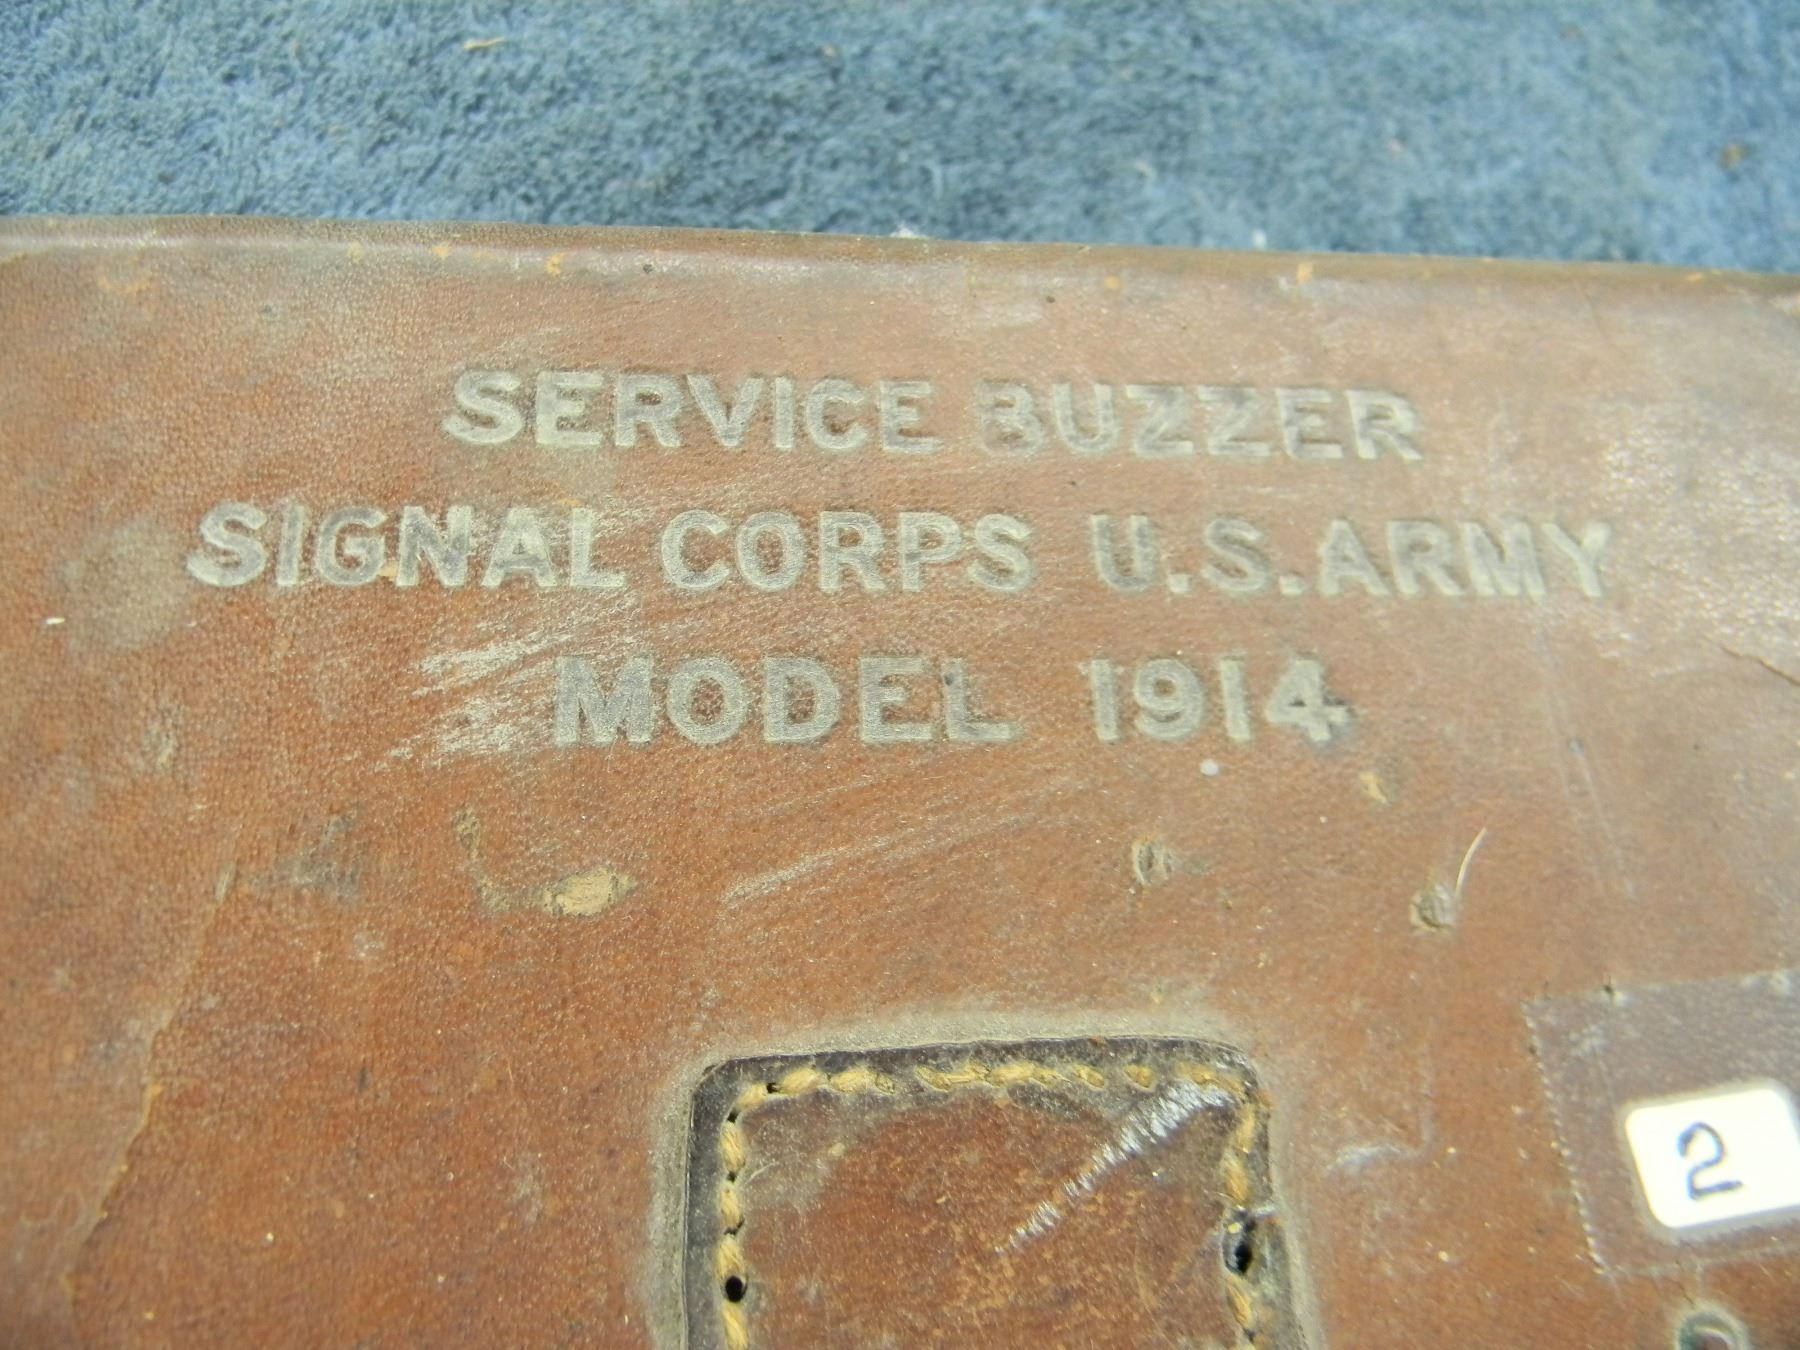 SERVICE BUZZER
SIGNAL CORPS U.S.ARMY
MODEL 1914
2